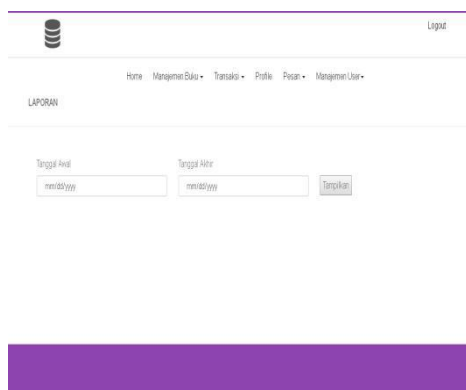 Logout
Home Manajemen Buku Transaksi Profile Pesan Manajemen User
LAPORAN
Tanggal Awal Tanggal Akhir
mm/dd/yyyy mm/dd/yyyy Tampilkan